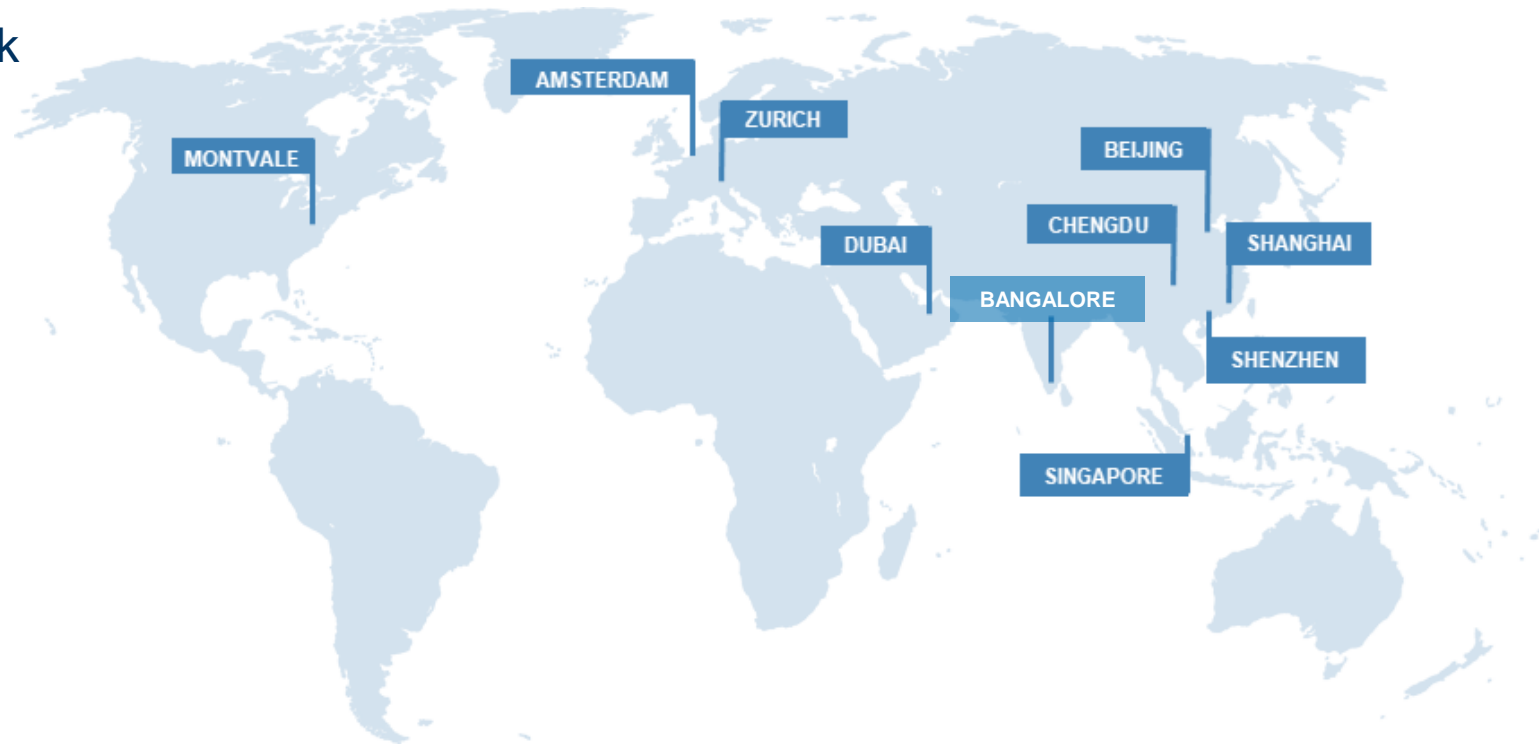 k
AMSTERDAM
ZURICH
BEIJING
MONTVALE
CHENGDU
DUBAI
SHANGHAI
BANGALORE
SHENZHEN
SINGAPORE